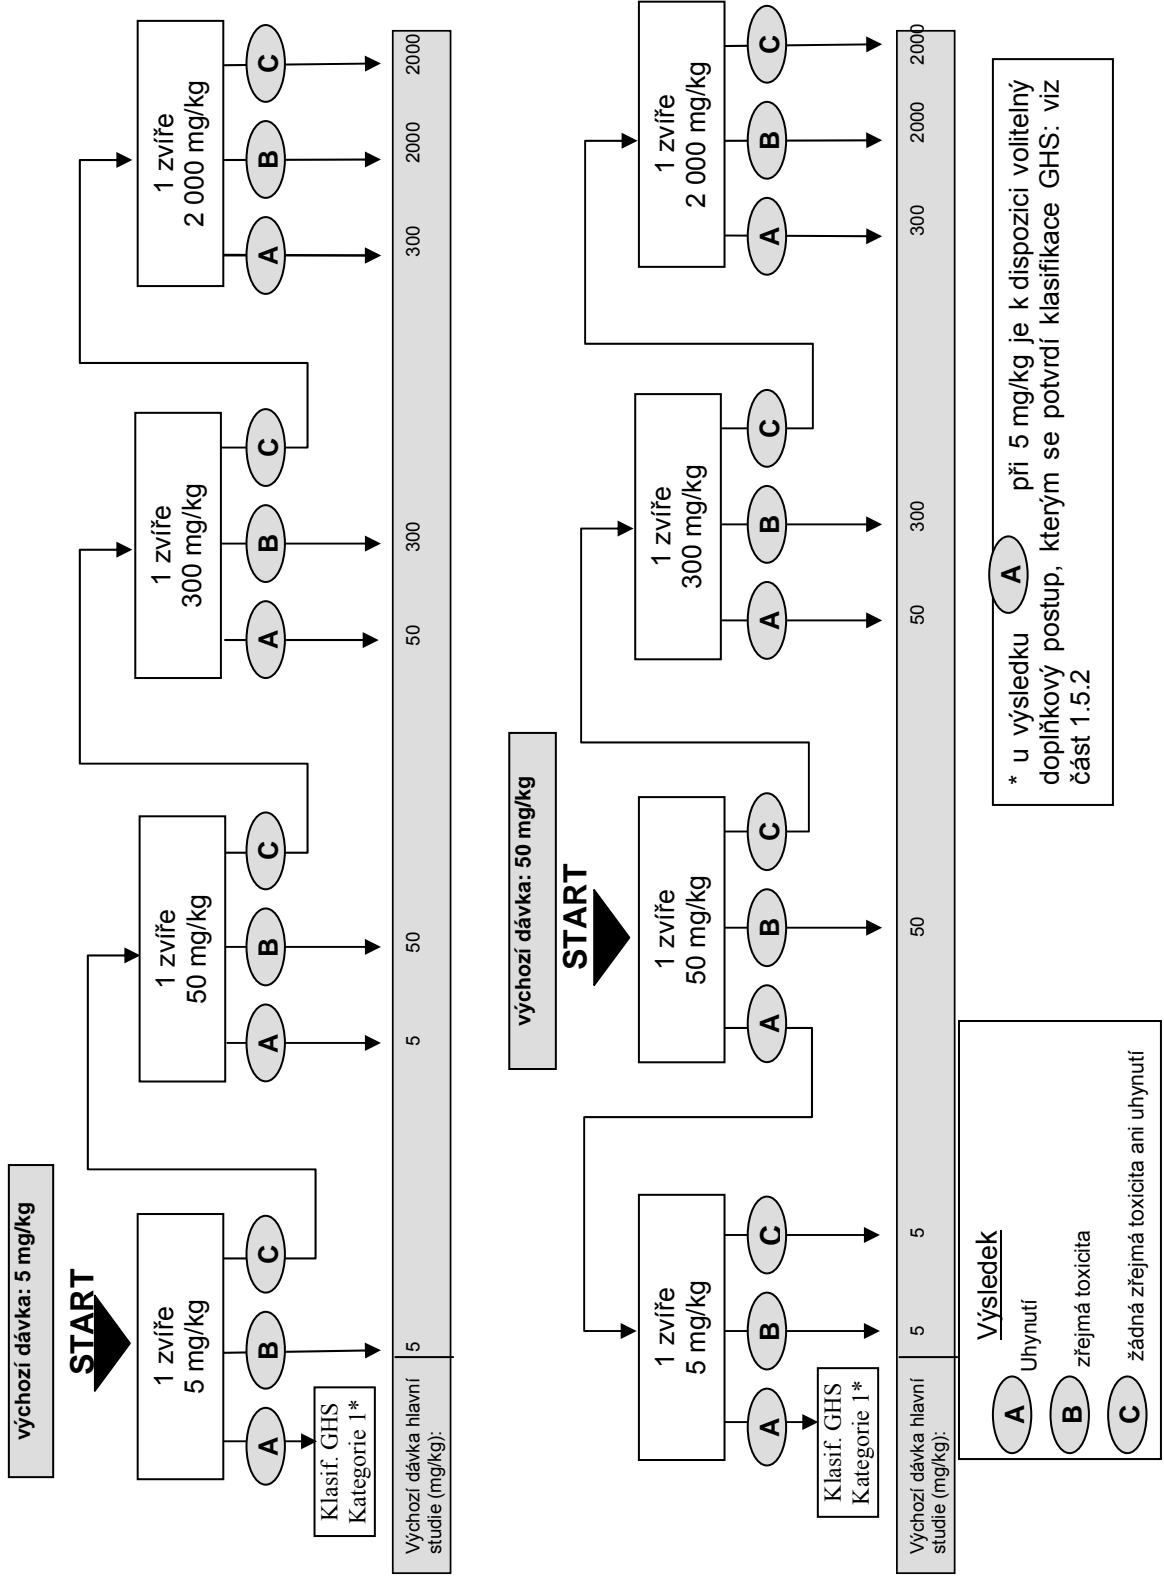 výchozí dávka: 5 mg/kg
START
1 zvíře
5 mg/kg
A
B
C
1 zvíře
50 mg/kg
A
B
C
1 zvíře
300 mg/kg
A
B
C
1 zvíře
2 000 mg/kg
A
B
C
Klasif. GHS
Kategorie 1*
Výchozí dávka hlavní
studie (mg/kg):
5
5
50
50
300
300
2000
2000
výchozí dávka: 50 mg/kg
START
1 zvíře
5 mg/kg
A
B
C
1 zvíře
50 mg/kg
A
B
C
1 zvíře
300 mg/kg
A
B
C
1 zvíře
2 000 mg/kg
A
B
C
Klasif. GHS
Kategorie 1*
Výchozí dávka hlavní
studie (mg/kg):
5
5
50
50
300
300
2000
2000
Výsledek
A Uhynutí
B zřejmá toxicita
C žádná zřejmá toxicita ani uhynutí
* u výsledku A při 5 mg/kg je k dispozici volitelný
doplňkový postup, kterým se potvrdí klasifikace GHS: viz
část 1.5.2